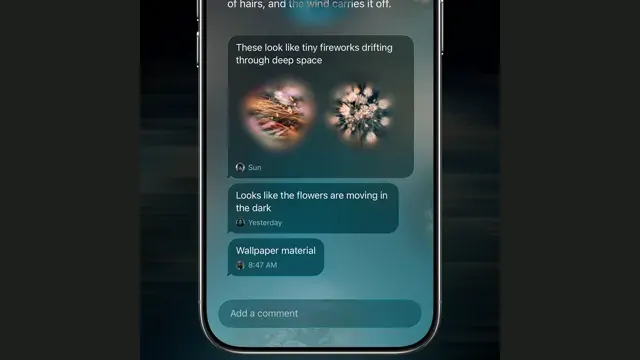 of hairs, and the wind carries it off.
These look like tiny fireworks drifting
through deep space
Sun
Looks like the flowers are moving in
the dark
Yesterday
Wallpaper material
8:47 AM
Add a comment